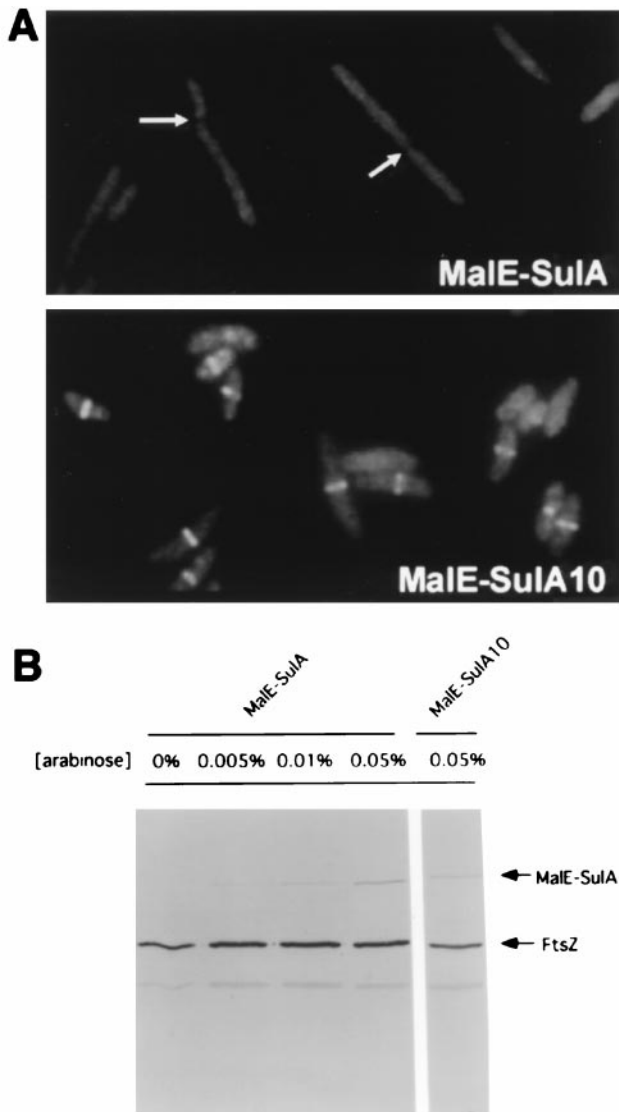 A
MalE-SulA
MalE-SulA10
B
MalE-SulA
MalE-SulA10
[arabinose] 0% 0.005% 0.01% 0.05% 0.05%
MalE-SulA
FtsZ